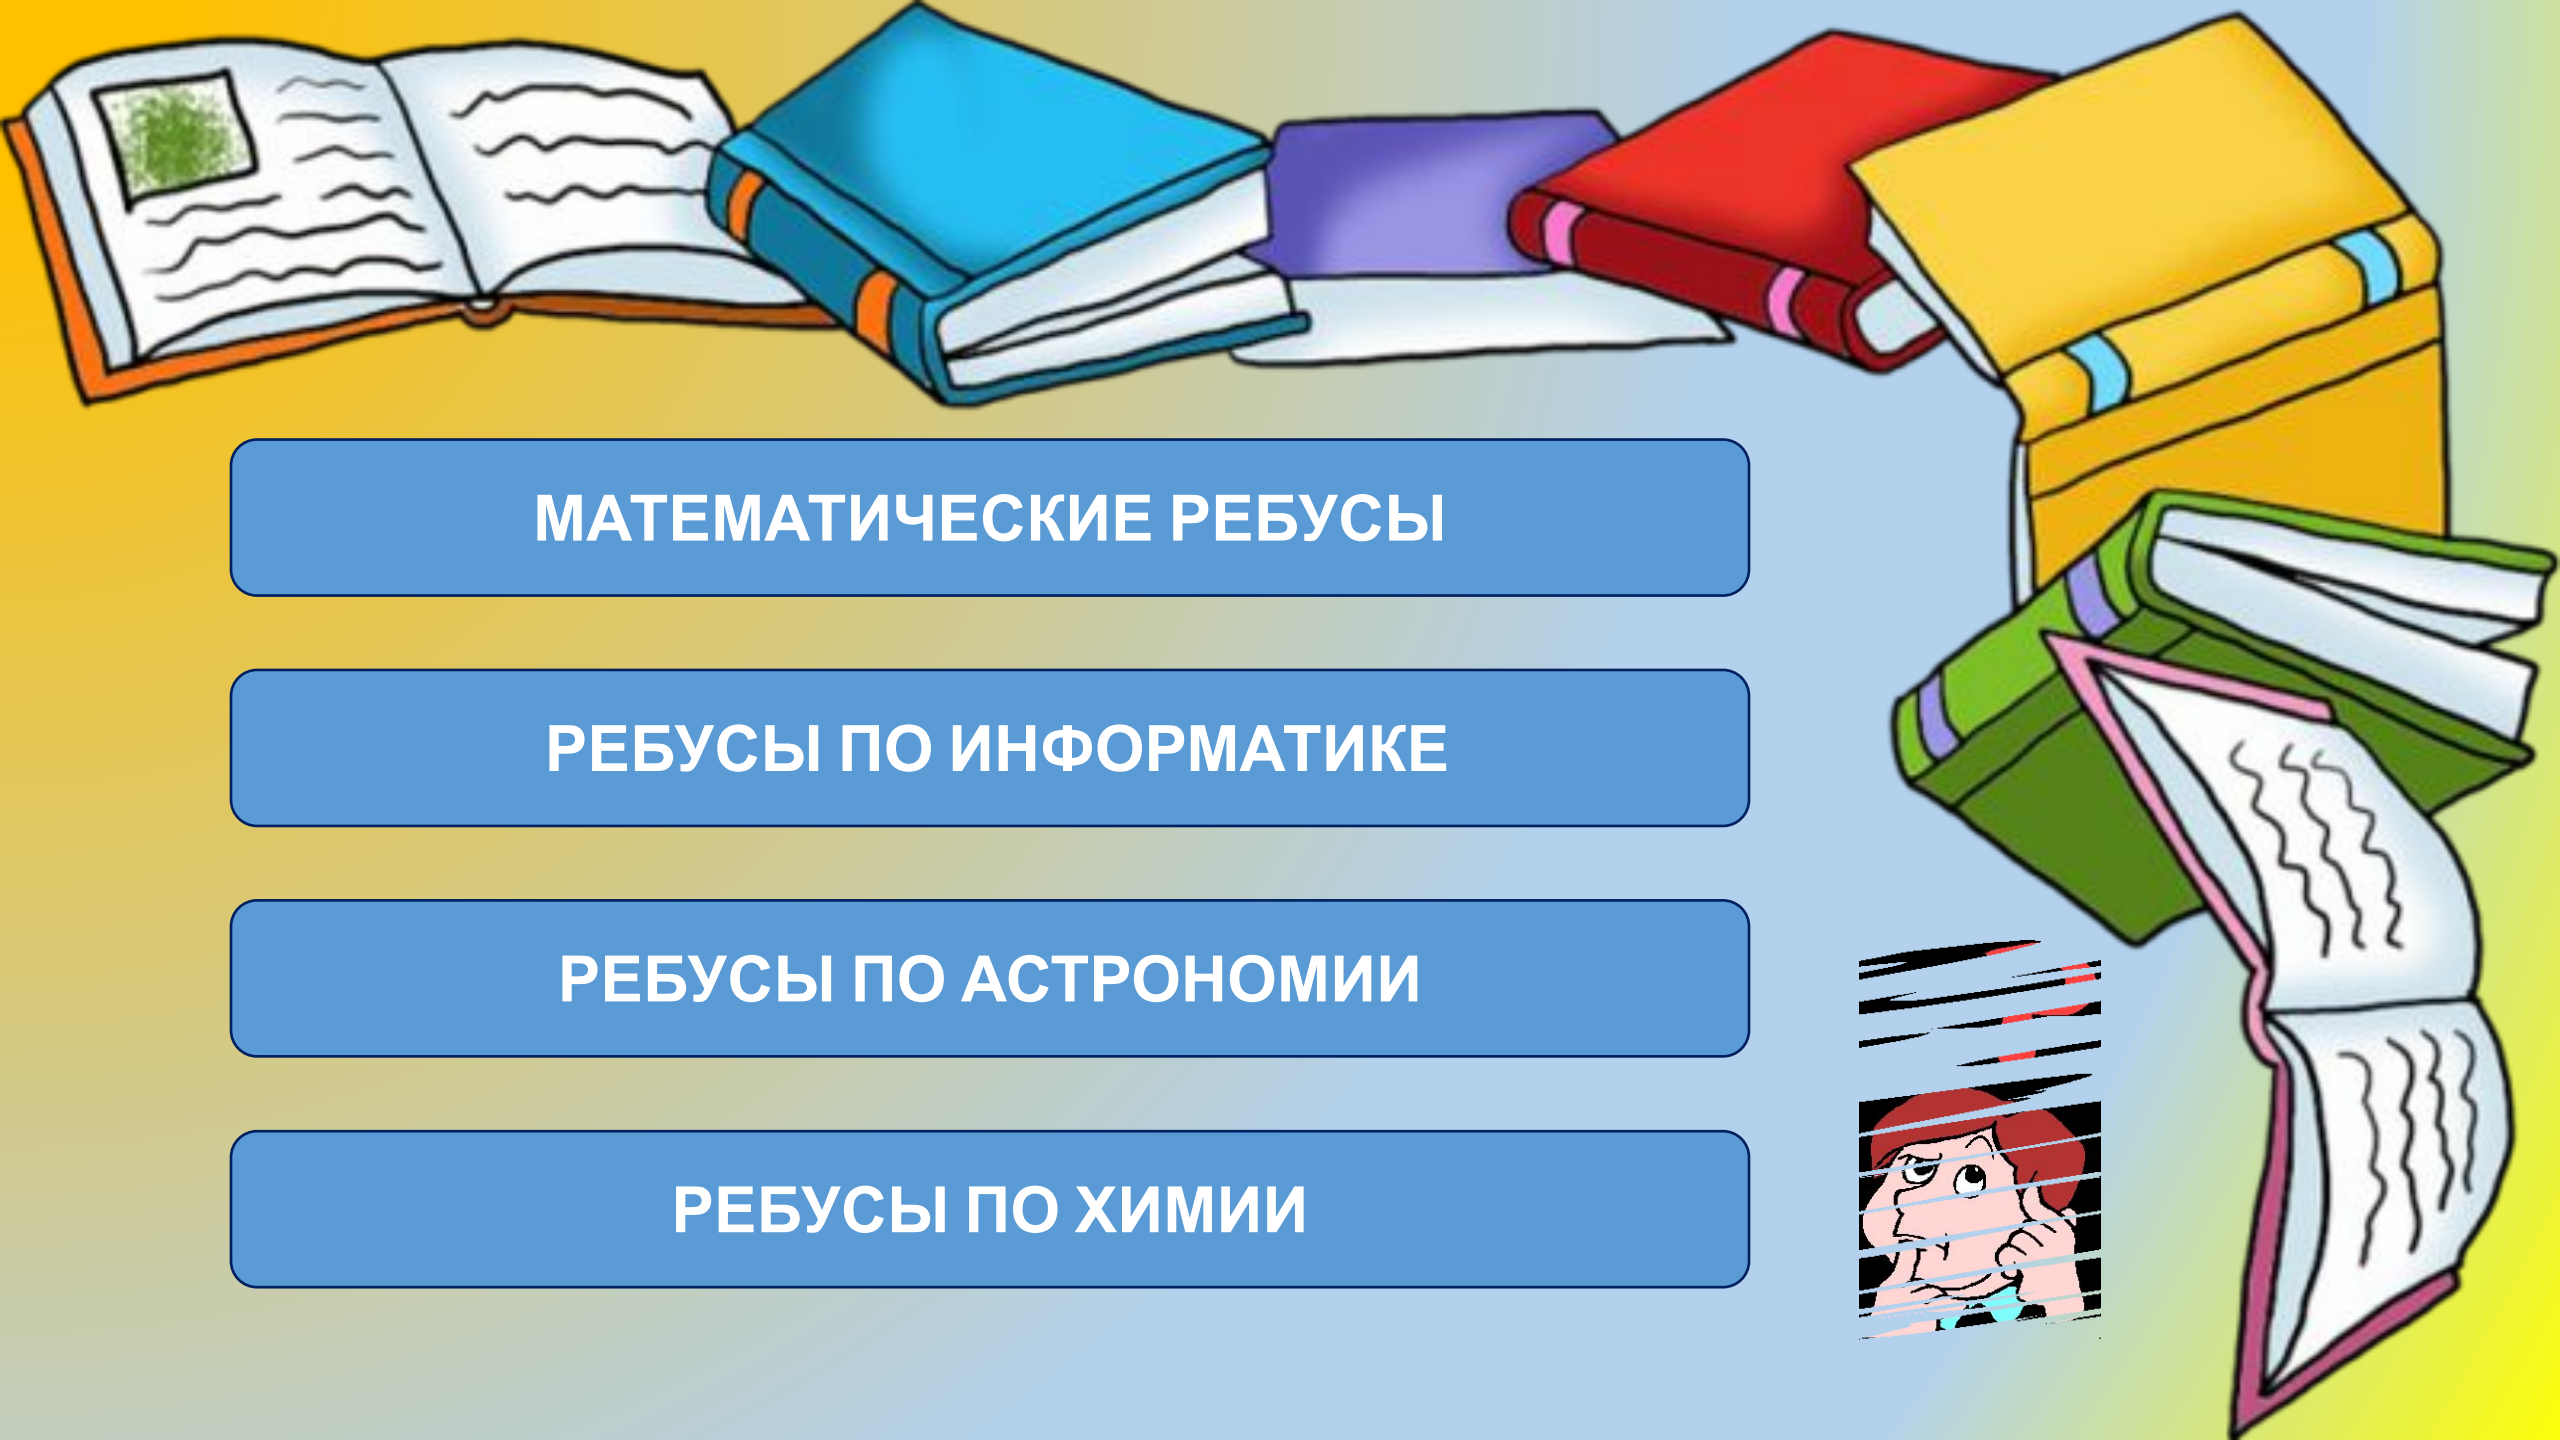 МАТЕМАТИЧЕСКИЕ РЕБУСЫ
РЕБУСЫ ПО ИНФОРМАТИКЕ
РЕБУСЫ ПО АСТРОНОМИИ
РЕБУСЫ ПО ХИМИИ